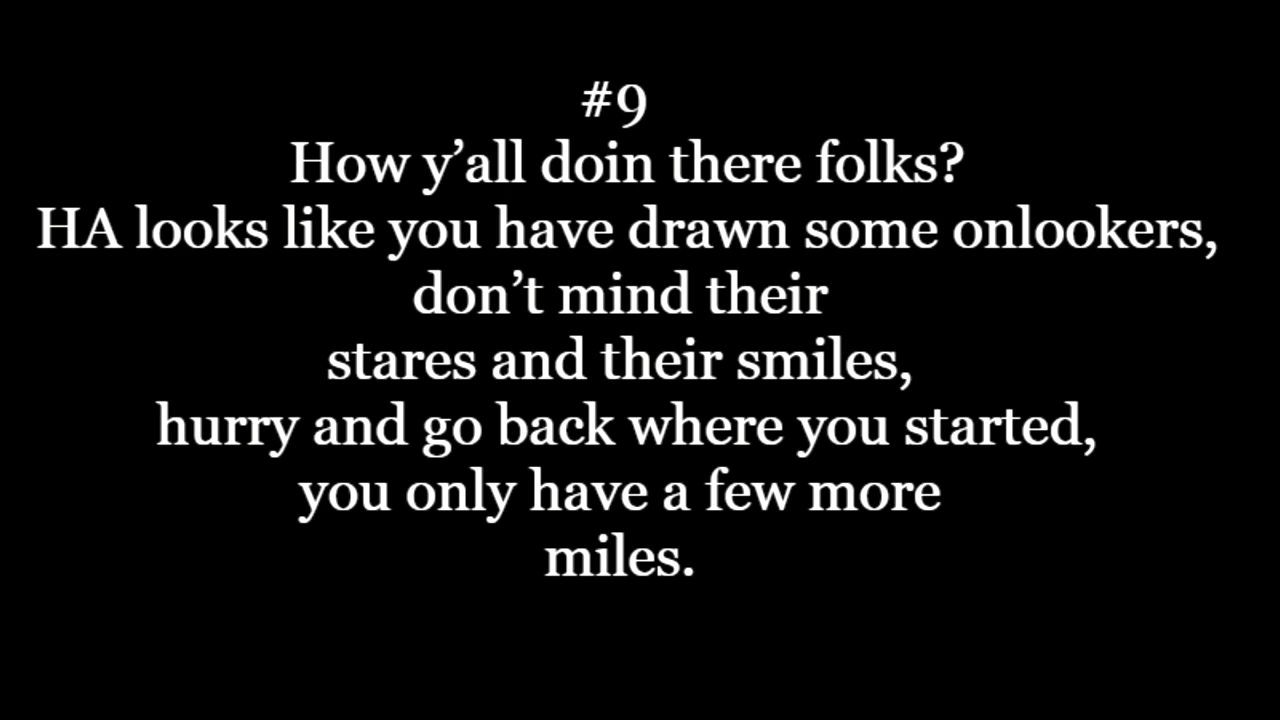 #9
How y’all doin there folks?
HA looks like you have drawn some onlookers,
don’t mind their
stares and their smiles,
hurry and go back where you started,
you only have a few more
miles.